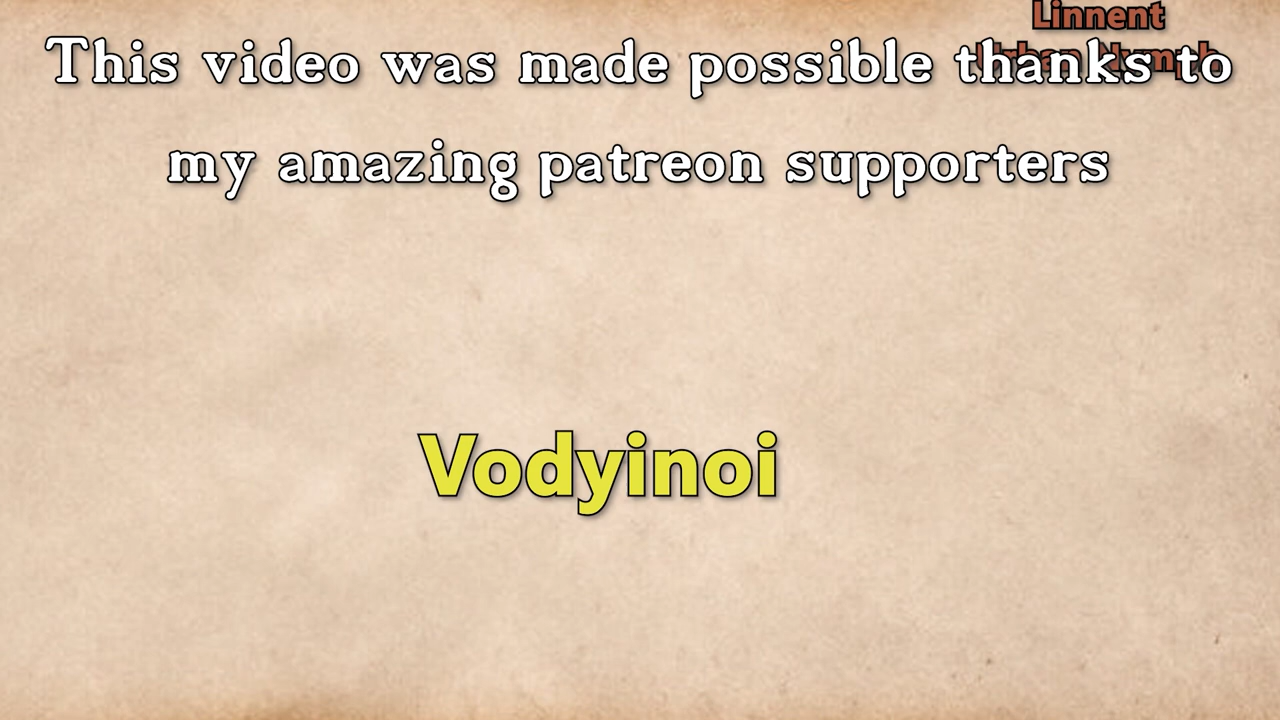 Linnent
This video was made possible thanks to
my amazing patreon supporters
Vodyinoi